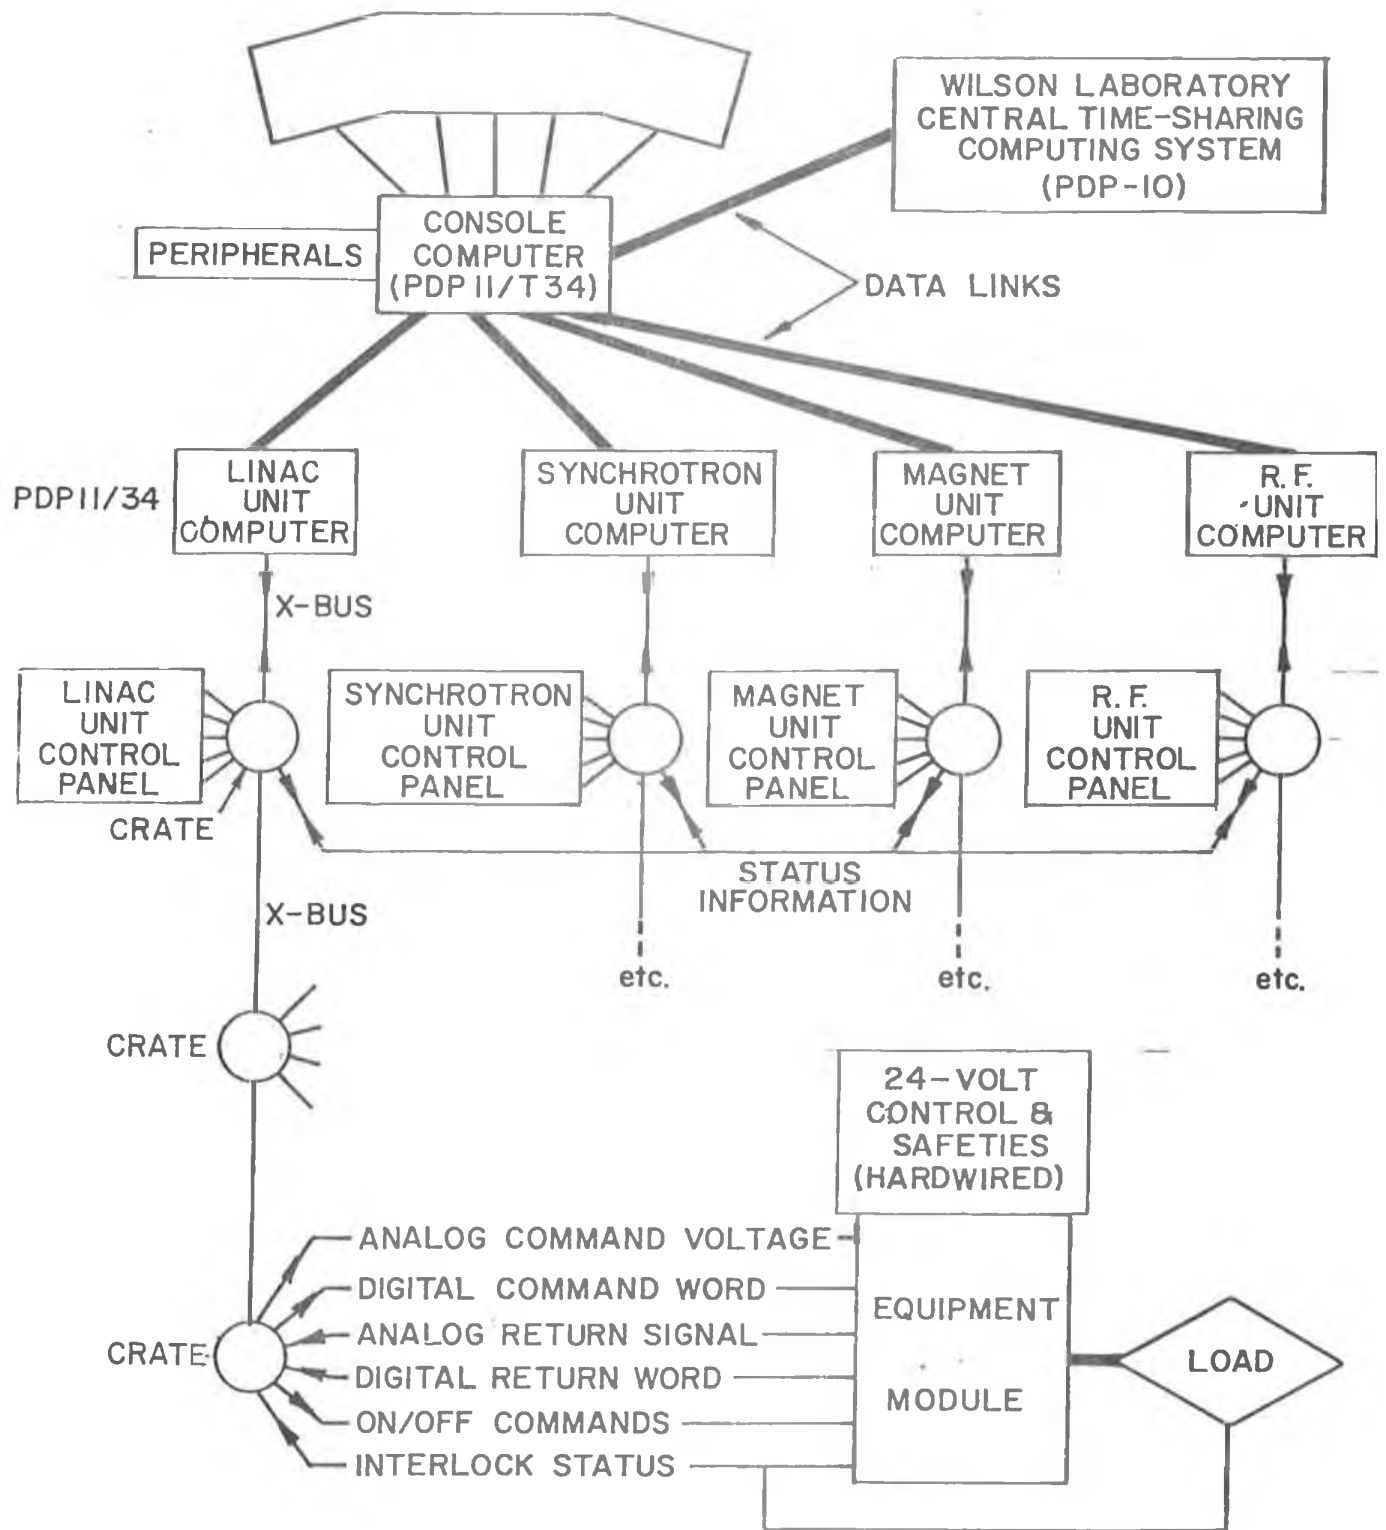 WILSON LABORATORY
CENTRAL TIME-SHARING
COMPUTING SYSTEM
(PDP-10)
CONSOLE
COMPUTER
(PDP11/T34)
PERIPHERALS
DATA LINKS
PDP11/34
LINAC
UNIT
COMPUTER
SYNCHROTRON
UNIT
COMPUTER
MAGNET
UNIT
COMPUTER
R.F.
UNIT
COMPUTER
X-BUS
LINAC
UNIT
CONTROL
PANEL
SYNCHROTRON
UNIT
CONTROL
PANEL
MAGNET
UNIT
CONTROL
PANEL
R.F.
UNIT
CONTROL
PANEL
CRATE
STATUS
INFORMATION
X-BUS
etc.
etc.
etc.
CRATE
24-VOLT
CONTROL &
SAFETIES
(HARDWIRED)
ANALOG COMMAND VOLTAGE
DIGITAL COMMAND WORD
ANALOG RETURN SIGNAL
DIGITAL RETURN WORD
ON/OFF COMMANDS
INTERLOCK STATUS
CRATE
EQUIPMENT
MODULE
LOAD